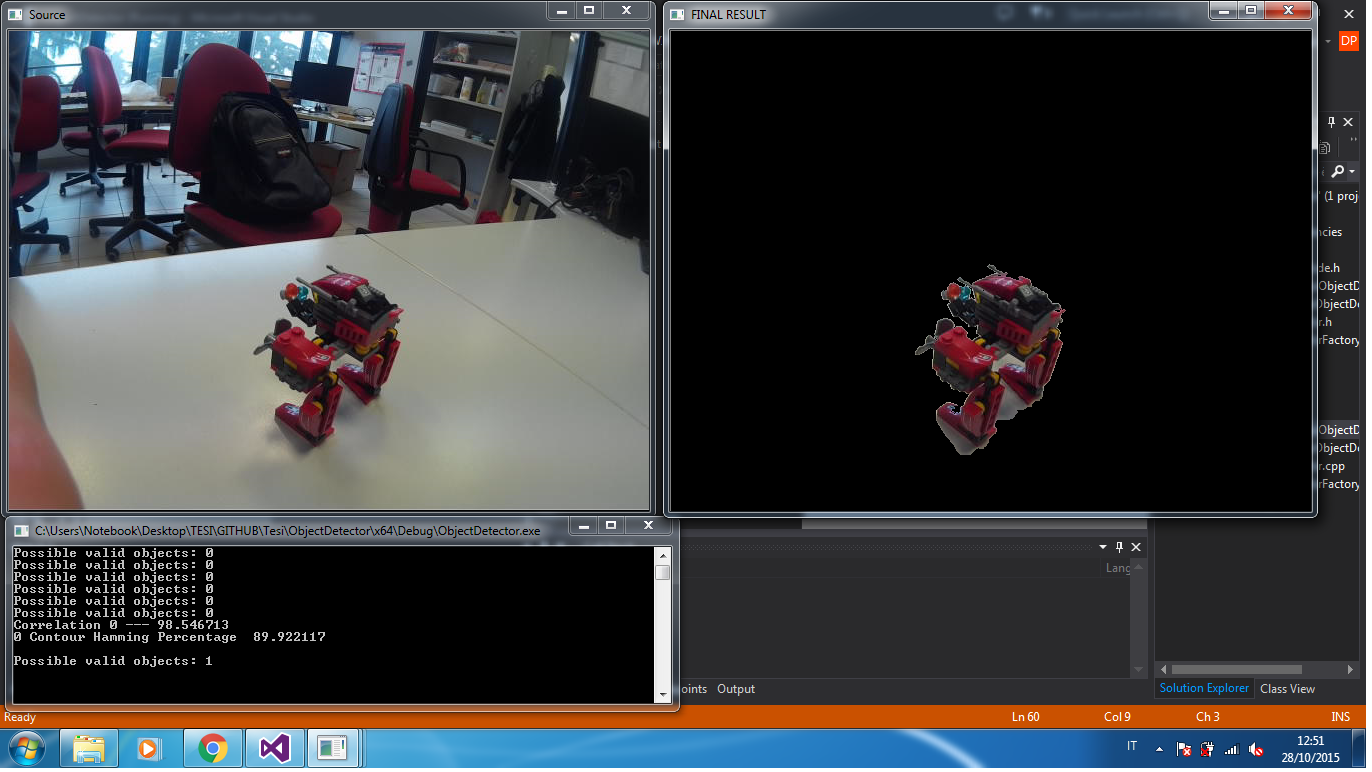 Source
FINAL RESULT
DP
(1 proj
ncies
de.h
ObjectD
ObjectDe
r.h
rFactory
ObjectD
ObjectDe
r.cpp
rFactory
C:\Users\Notebook\Desktop\TESI\GITHUB\Tesi\ObjectDetector\x64\Debug\ObjectDetector.exe
Possible valid objects: 0
Possible valid objects: 0
Possible valid objects: 0
Possible valid objects: 0
Possible valid objects: 0
Possible valid objects: 0
Correlation 0 --- 98.546713
0 Contour Hamming Percentage 89.922117
Possible valid objects: 1
Lang
oints Output
Solution Explorer Class View
Ready Ln 60 Col 9 Ch 3 INS
IT 12:51
28/10/2015